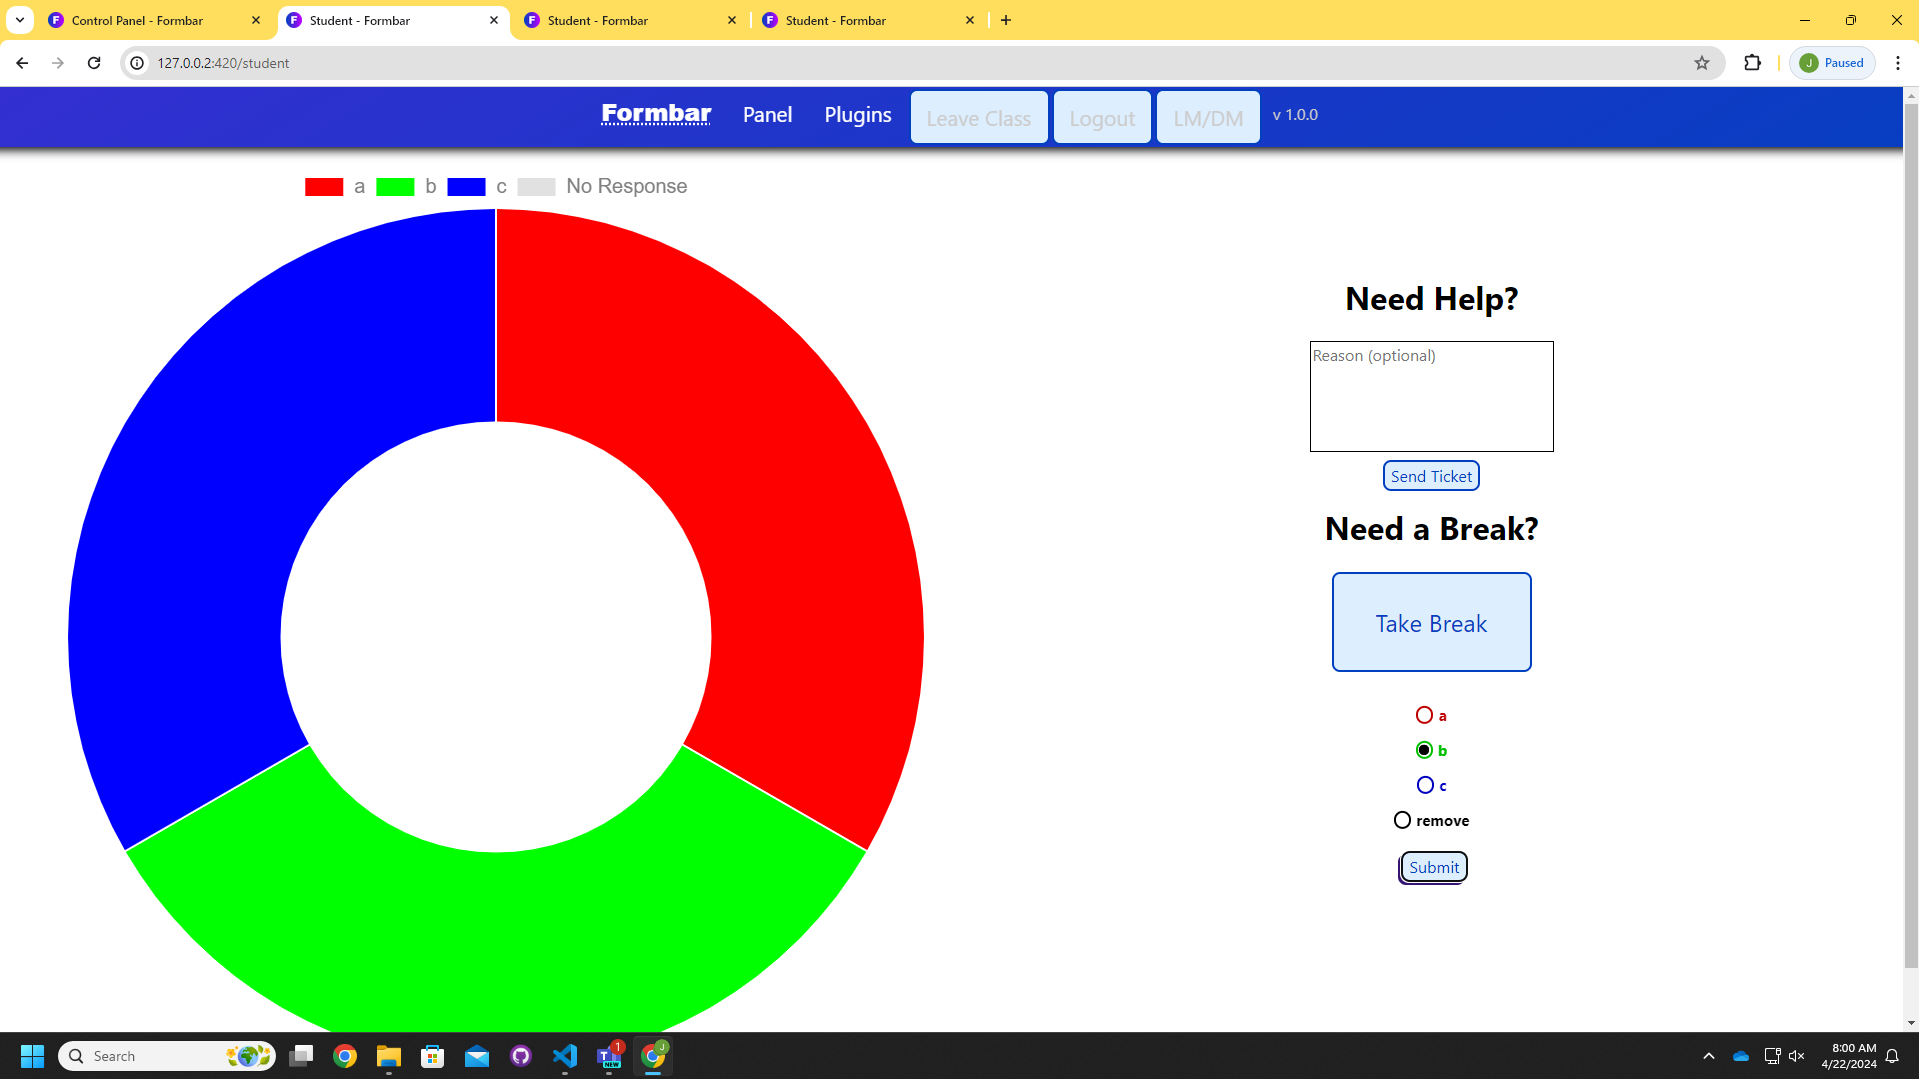 Control Panel - Formbar
Student - Formbar
Student - Formbar
Student - Formbar
127.0.0.2:420/student
J Paused
Formbar Panel Plugins Leave Class Logout LM/DM v 1.0.0
a b c No Response
Need Help?
Reason (optional)
Send Ticket
Need a Break?
Take Break
a
b
c
remove
Submit
Search
NEW
1
J
8:00 AM
4/22/2024